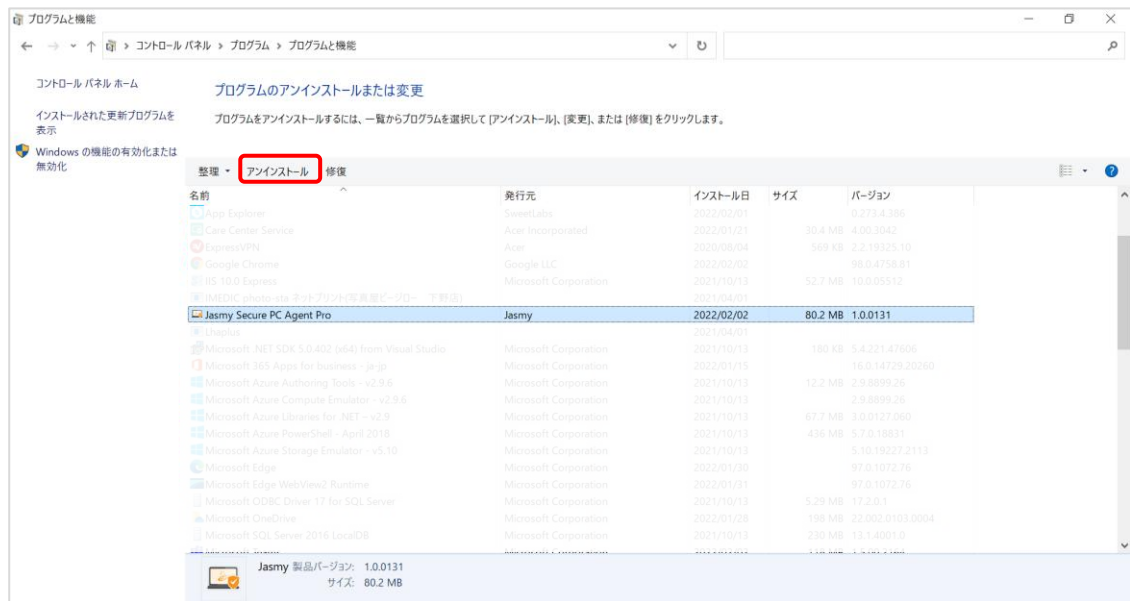 プログラムと機能
コントロール パネル > プログラム > プログラムと機能
コントロール パネル ホーム
インストールされた更新プログラムを
表示
Windows の機能の有効化または
無効化
プログラムのアンインストールまたは変更
プログラムをアンインストールするには、一覧からプログラムを選択して [アンインストール]、[変更]、または [修復] をクリックします。
整理 アンインストール 修復
名前 発行元 インストール日 サイズ バージョン
App Explorer SweetLabs 2022/02/01 0.273.4.386
Care Center Service Acer Incorporated 2022/01/21 30.4 MB 4.00.3042
ExpressVPN Acer 2020/08/04 569 KB 2.2.19325.10
Google Chrome Google LLC 2022/02/02 98.0.4758.81
IIS 10.0 Express Microsoft Corporation 2021/10/13 52.7 MB 10.0.05512
IMEDIC photo-sta ネットプリント 下野店) 2021/04/01
Jasmy Secure PC Agent Pro Jasmy 2022/02/02 80.2 MB 1.0.0131
Lhaplus 2021/04/01
Microsoft .NET SDK 5.0.402 (x64) from Visual Studio Microsoft Corporation 2021/10/13 180 KB 5.4.221.47606
Microsoft 365 Apps for business - ja-jp Microsoft Corporation 2022/01/15 16.0.14729.20260
Microsoft Azure Authoring Tools - v2.9.6 Microsoft Corporation 2021/10/13 12.2 MB 2.9.8899.26
Microsoft Azure Compute Emulator - v2.9.6 Microsoft Corporation 2021/10/13 2.9.8899.26
Microsoft Azure Libraries for .NET – v2.9 Microsoft Corporation 2021/10/13 67.7 MB 3.0.0127.060
Microsoft Azure PowerShell - April 2018 Microsoft Corporation 2021/10/13 436 MB 5.7.0.18831
Microsoft Azure Storage Emulator - v5.10 Microsoft Corporation 2021/10/13 5.10.19227.2113
Microsoft Edge Microsoft Corporation 2022/01/30 97.0.1072.76
Microsoft Edge WebView2 Runtime Microsoft Corporation 2022/01/31 97.0.1072.76
Microsoft ODBC Driver 17 for SQL Server Microsoft Corporation 2021/10/13 5.29 MB 17.2.0.1
Microsoft OneDrive Microsoft Corporation 2022/01/28 198 MB 22.002.0103.0004
Microsoft SQL Server 2016 LocalDB Microsoft Corporation 2021/10/13 230 MB 13.1.4001.0
Jasmy 製品バージョン: 1.0.0131
サイズ: 80.2 MB